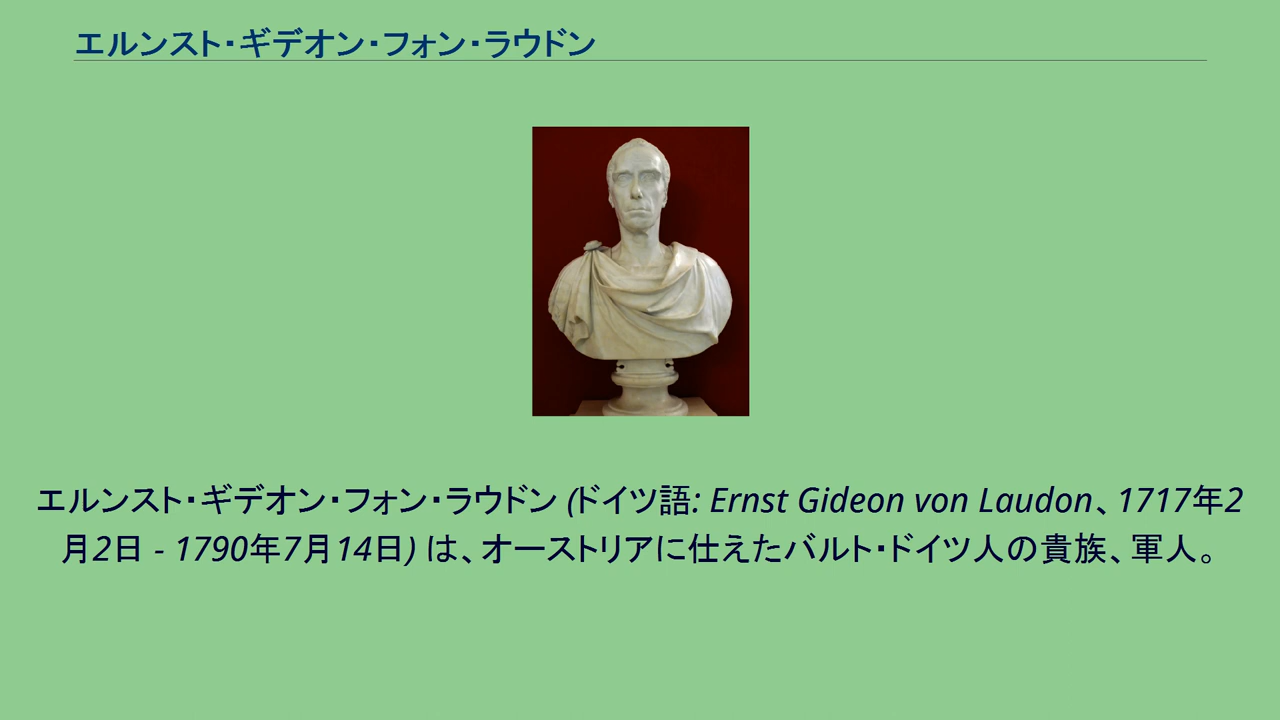 エルンスト・ギデオン・フォン・ラウドン
エルンスト・ギデオン・フォン・ラウドン (ドイツ語: Ernst Gideon von Laudon、1717年2
月2日 - 1790年7月14日) は、オーストリアに仕えたバルト・ドイツ人の貴族、軍人。